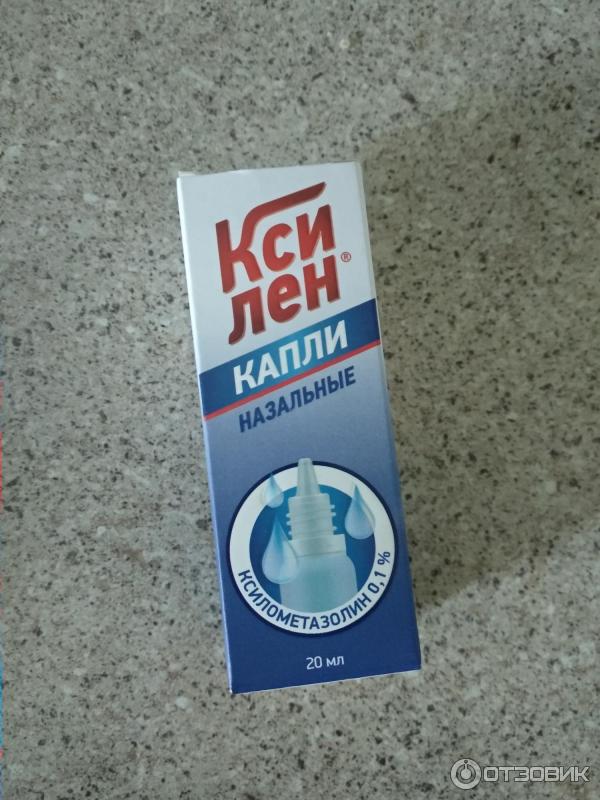 Кси
лен®
КАПЛИ
НАЗАЛЬНЫЕ
КСИЛОМЕТАЗОЛИН 0,1 %
20 мл
ОТЗОВИК